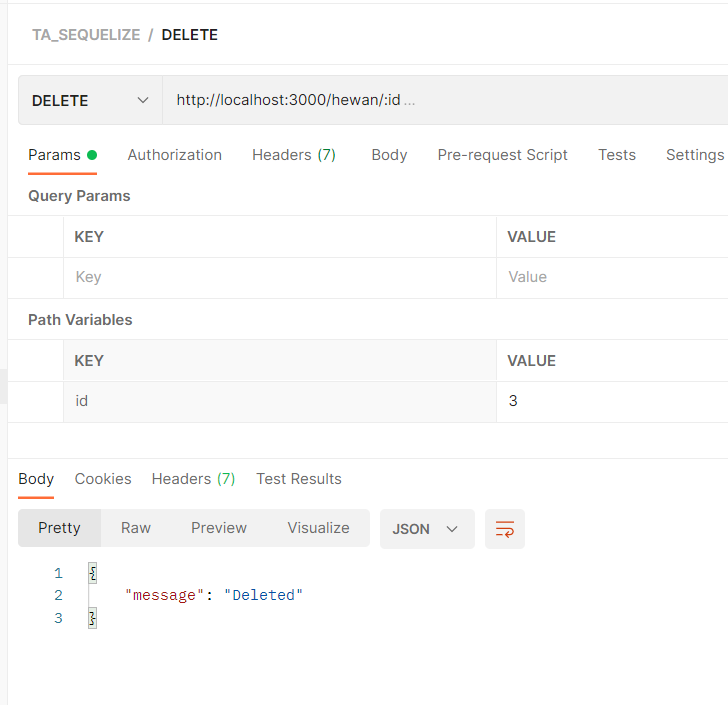 TA_SEQUELIZE / DELETE
DELETE http://localhost:3000/hewan/:id ...
Params Authorization Headers (7) Body Pre-request Script Tests Settings
Query Params
KEY VALUE
Key Value
Path Variables
KEY VALUE
id 3
Body Cookies Headers (7) Test Results
Pretty Raw Preview Visualize JSON
1 {
2 "message": "Deleted"
3 }